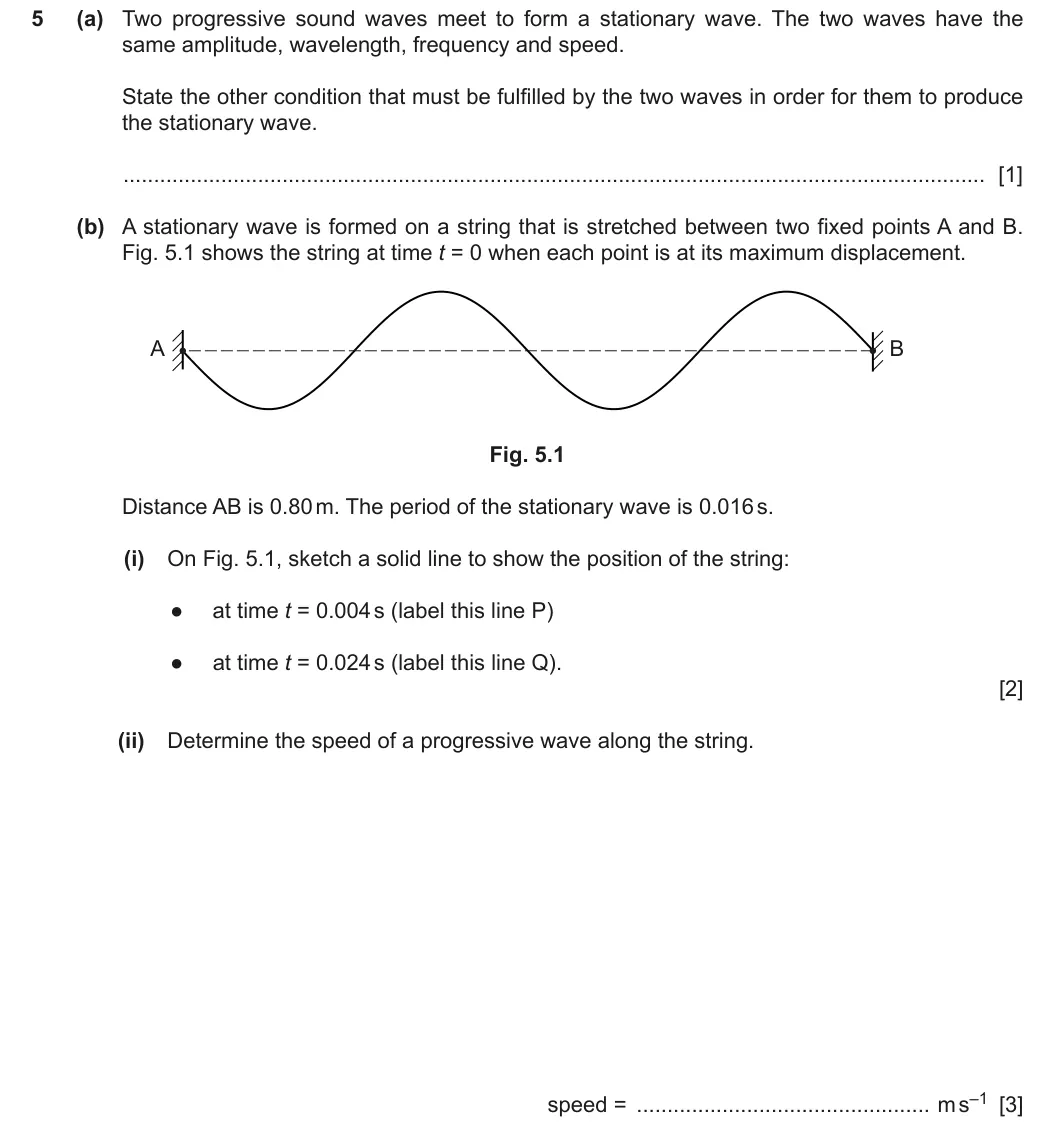 5 (a) Two progressive sound waves meet to form a stationary wave. The two waves have the
same amplitude, wavelength, frequency and speed.
State the other condition that must be fulfilled by the two waves in order for them to produce
the stationary wave.
.............................................................................................................................................. [1]
(b) A stationary wave is formed on a string that is stretched between two fixed points A and B.
Fig. 5.1 shows the string at time t = 0 when each point is at its maximum displacement.
A B
Fig. 5.1
Distance AB is 0.80 m. The period of the stationary wave is 0.016 s.
(i) On Fig. 5.1, sketch a solid line to show the position of the string:
● at time t = 0.004 s (label this line P)
● at time t = 0.024 s (label this line Q).
[2]
(ii) Determine the speed of a progressive wave along the string.
speed = ................................................ m s⁻¹ [3]